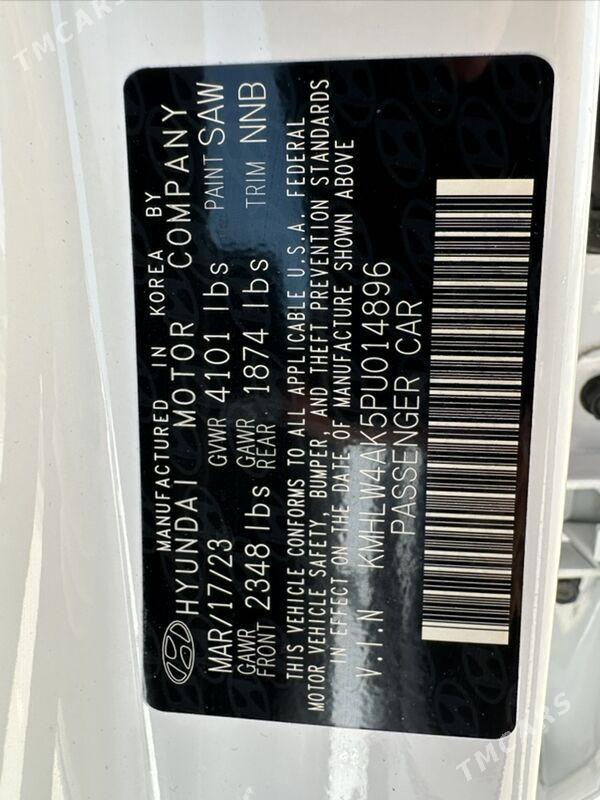 TMCARS
MANUFACTURED IN KOREA BY
HYUNDAI MOTOR COMPANY
MAR/17/23 GVWR 4101 lbs PAINT SAW
GAWR FRONT 2348 lbs GAWR REAR 1874 lbs TRIM NNB
THIS VEHICLE CONFORMS TO ALL APPLICABLE U.S.A. FEDERAL
MOTOR VEHICLE SAFETY, BUMPER, AND THEFT PREVENTION STANDARDS
IN EFFECT ON THE DATE OF MANUFACTURE SHOWN ABOVE
V.I.N KMHLW4AK5PU014896
PASSENGER CAR
TMCARS